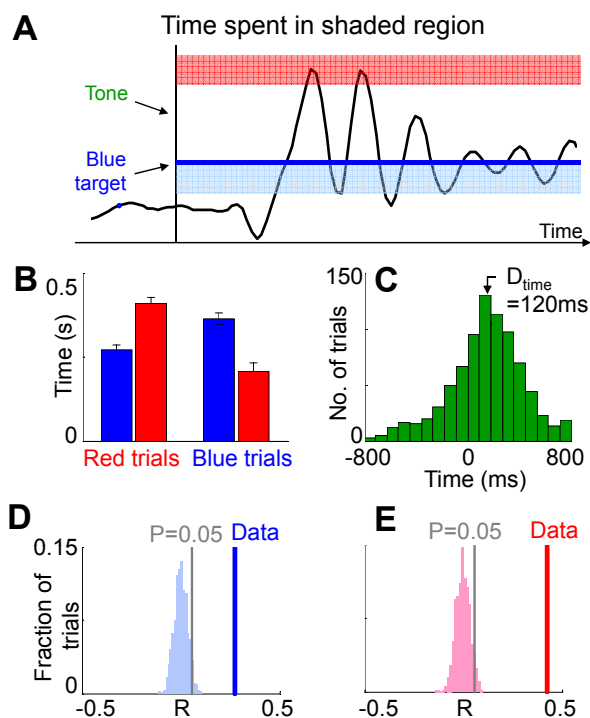 A
Time spent in shaded region
Tone
Blue
target
Time
B
0.5
Time (s)
0
Red trials
Blue trials
C
150
No. of trials
0
D_time
=120ms
-800
0
800
Time (ms)
D
P=0.05
Data
0.15
Fraction of
trials
0
-0.5
R
0.5
E
P=0.05
Data
-0.5
R
0.5